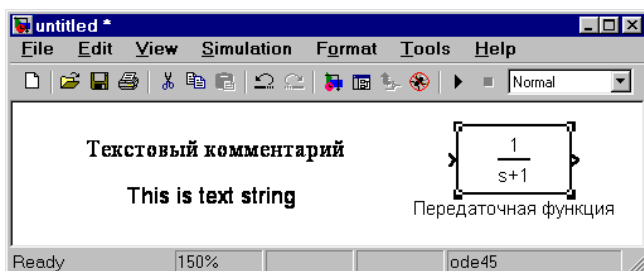 untitled *
File Edit View Simulation Format Tools Help
Normal
Текстовый комментарий
This is text string
1
s+1
Передаточная функция
Ready 150% ode45